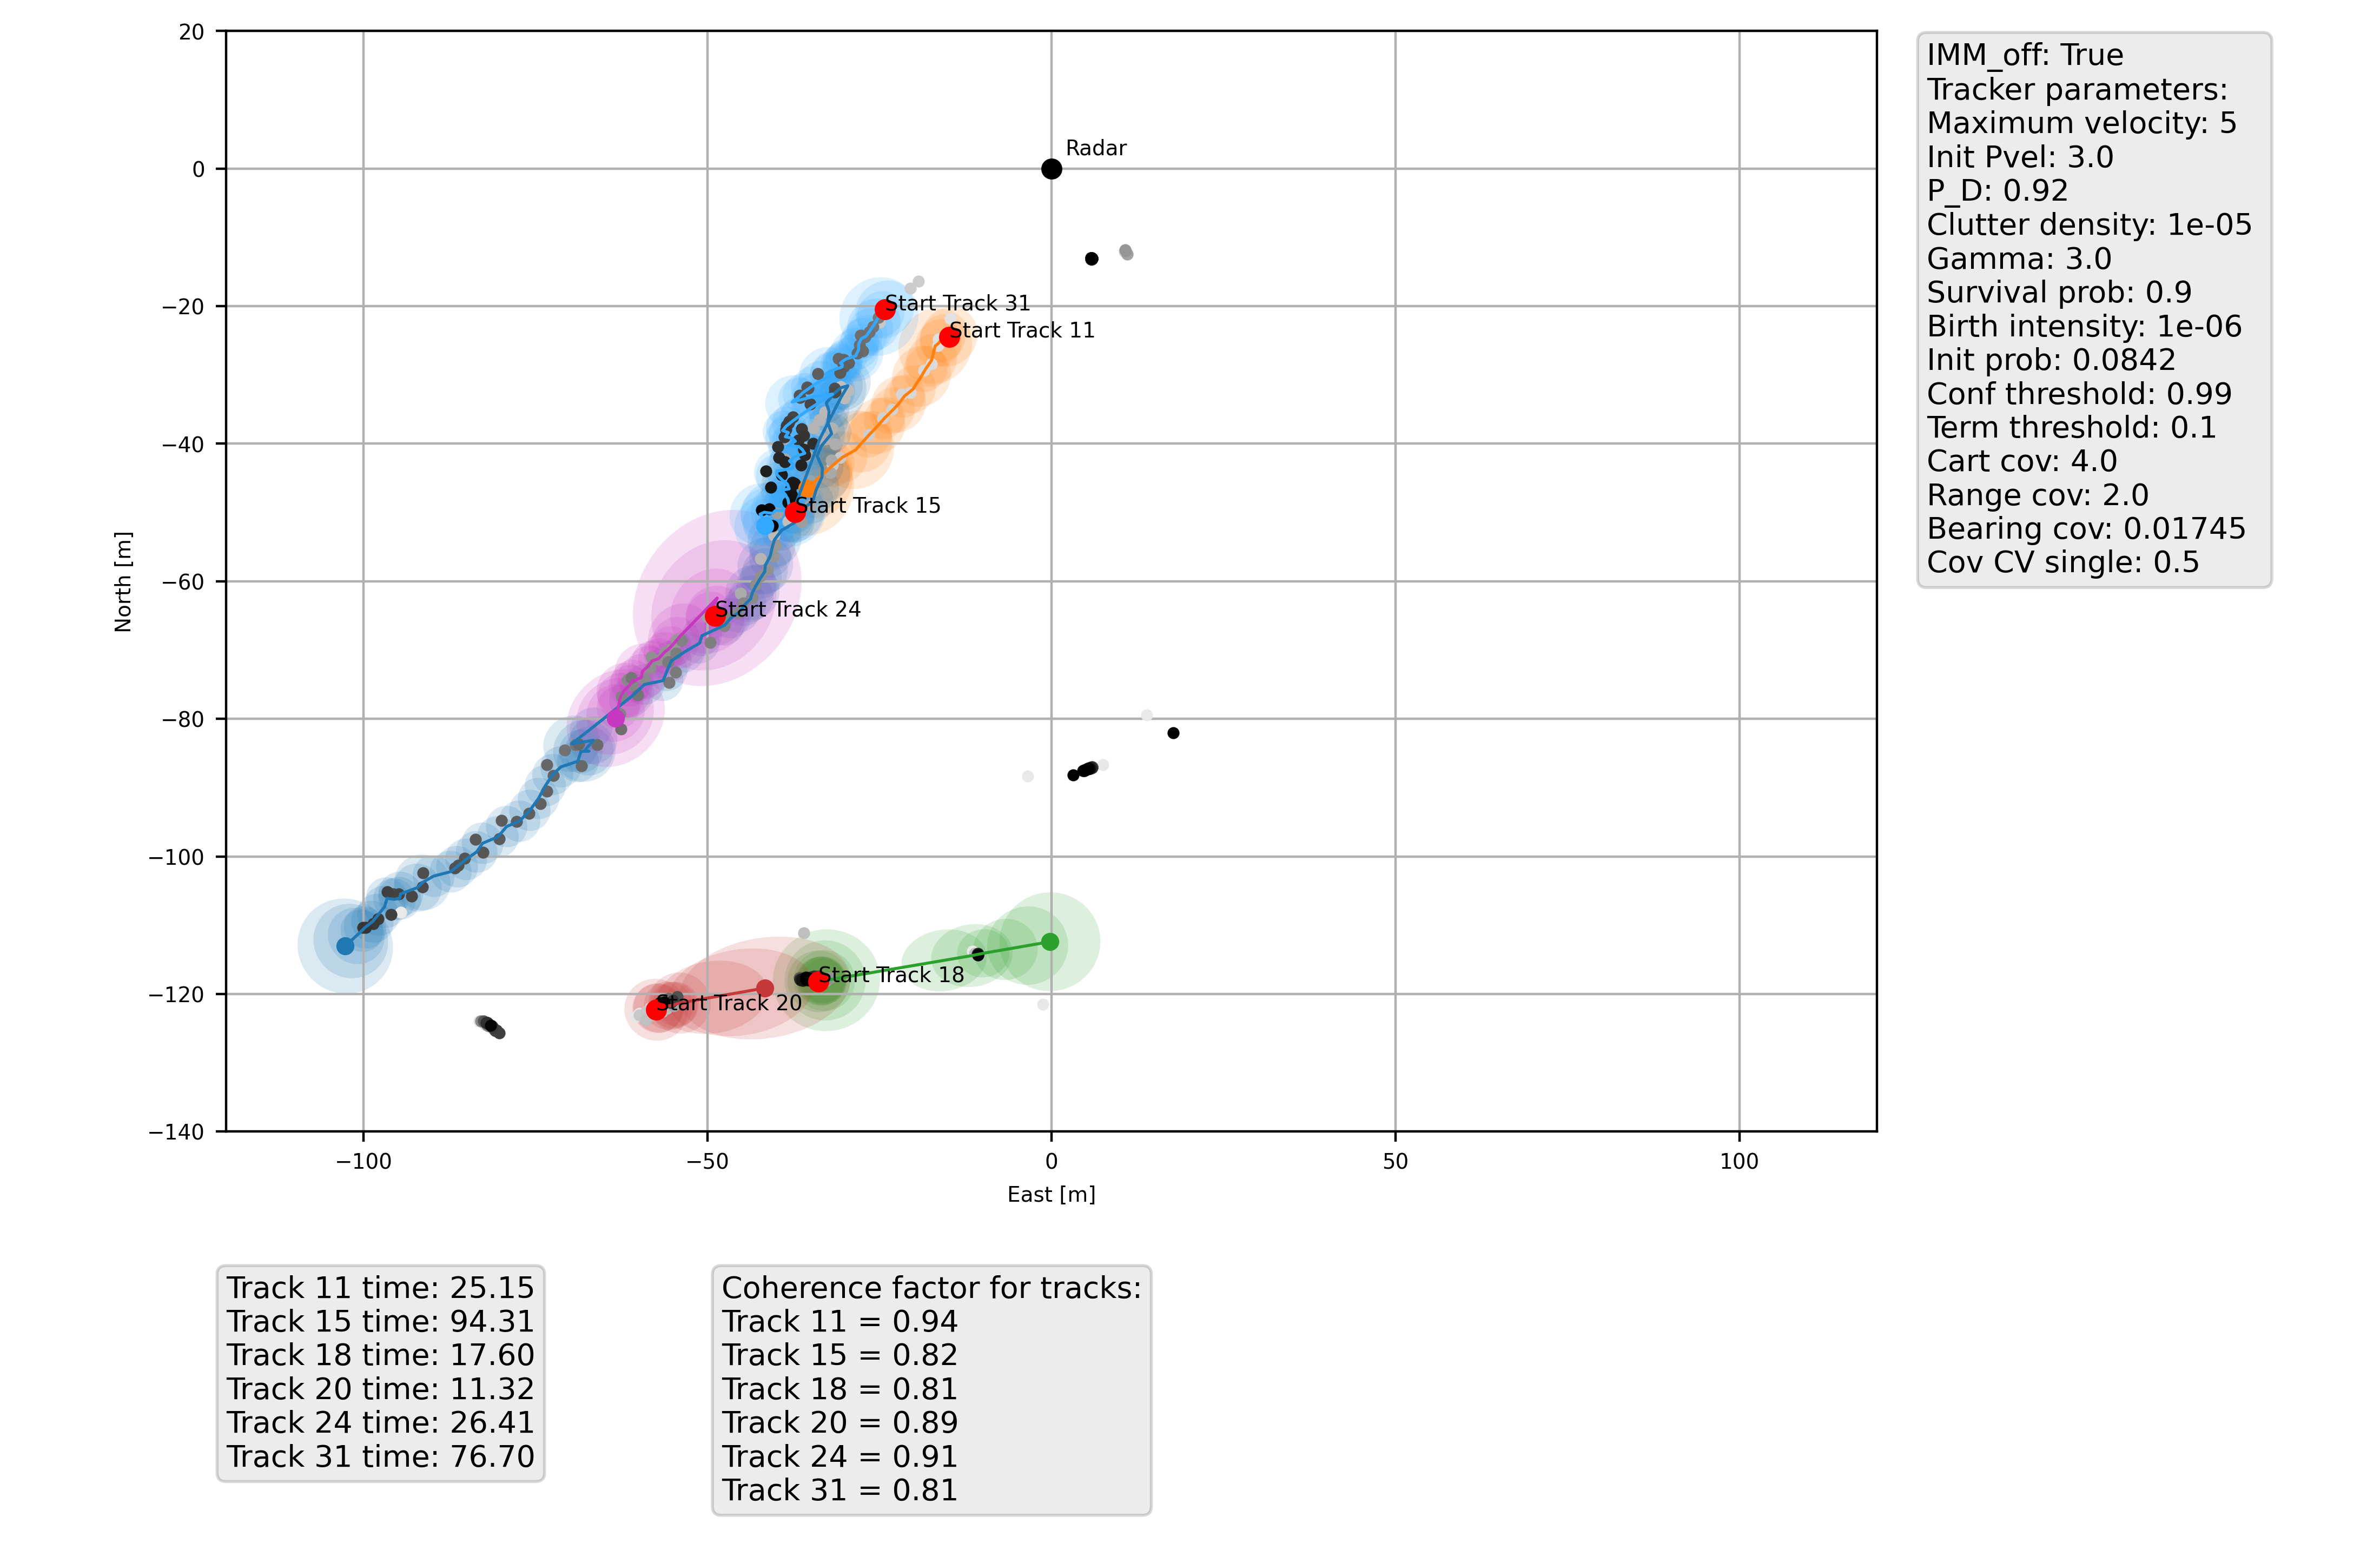 20
0
−20
−40
−60
−80
−100
−120
−140
North [m]
−100
−50
0
50
100
East [m]
Radar
Start Track 31
Start Track 11
Start Track 15
Start Track 24
Start Track 18
Start Track 20
IMM_off: True
Tracker parameters:
Maximum velocity: 5
Init Pvel: 3.0
P_D: 0.92
Clutter density: 1e-05
Gamma: 3.0
Survival prob: 0.9
Birth intensity: 1e-06
Init prob: 0.0842
Conf threshold: 0.99
Term threshold: 0.1
Cart cov: 4.0
Range cov: 2.0
Bearing cov: 0.01745
Cov CV single: 0.5
Track 11 time: 25.15
Track 15 time: 94.31
Track 18 time: 17.60
Track 20 time: 11.32
Track 24 time: 26.41
Track 31 time: 76.70
Coherence factor for tracks:
Track 11 = 0.94
Track 15 = 0.82
Track 18 = 0.81
Track 20 = 0.89
Track 24 = 0.91
Track 31 = 0.81